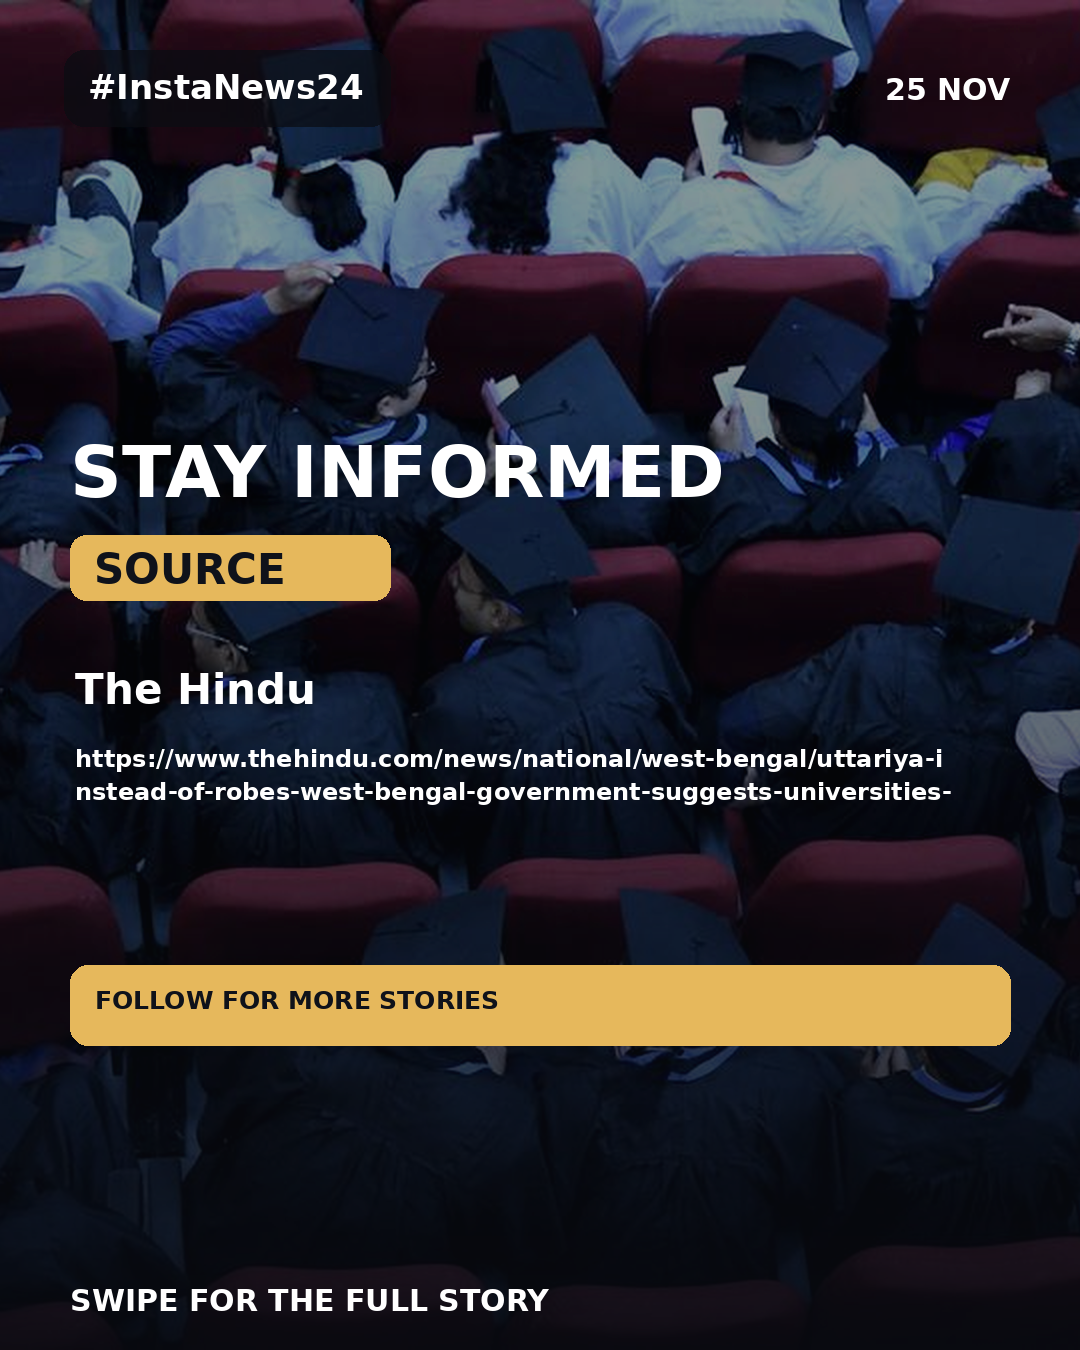 #InstaNews24
25 NOV
STAY INFORMED
SOURCE
The Hindu
https://www.thehindu.com/news/national/west-bengal/uttariya-i
nstead-of-robes-west-bengal-government-suggests-universities-
FOLLOW FOR MORE STORIES
SWIPE FOR THE FULL STORY